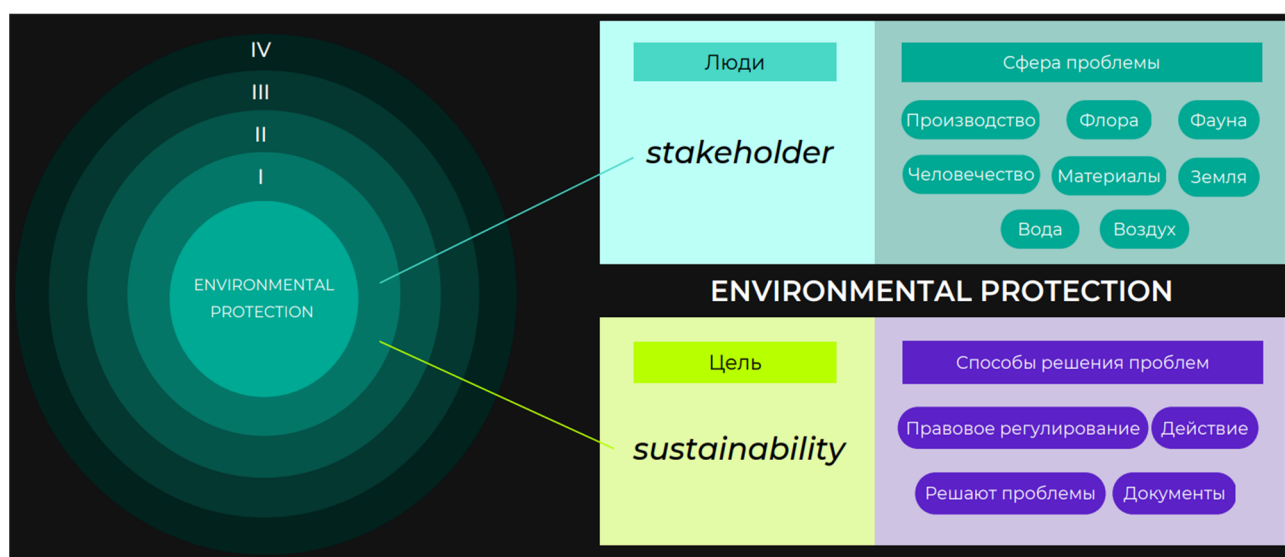 IV
III
II
I
ENVIRONMENTAL
PROTECTION
Люди
stakeholder
Сфера проблемы
Производство Флора Фауна
Человечество Материалы Земля
Вода Воздух
ENVIRONMENTAL PROTECTION
Цель
sustainability
Способы решения проблем
Правовое регулирование Действие
Решают проблемы Документы